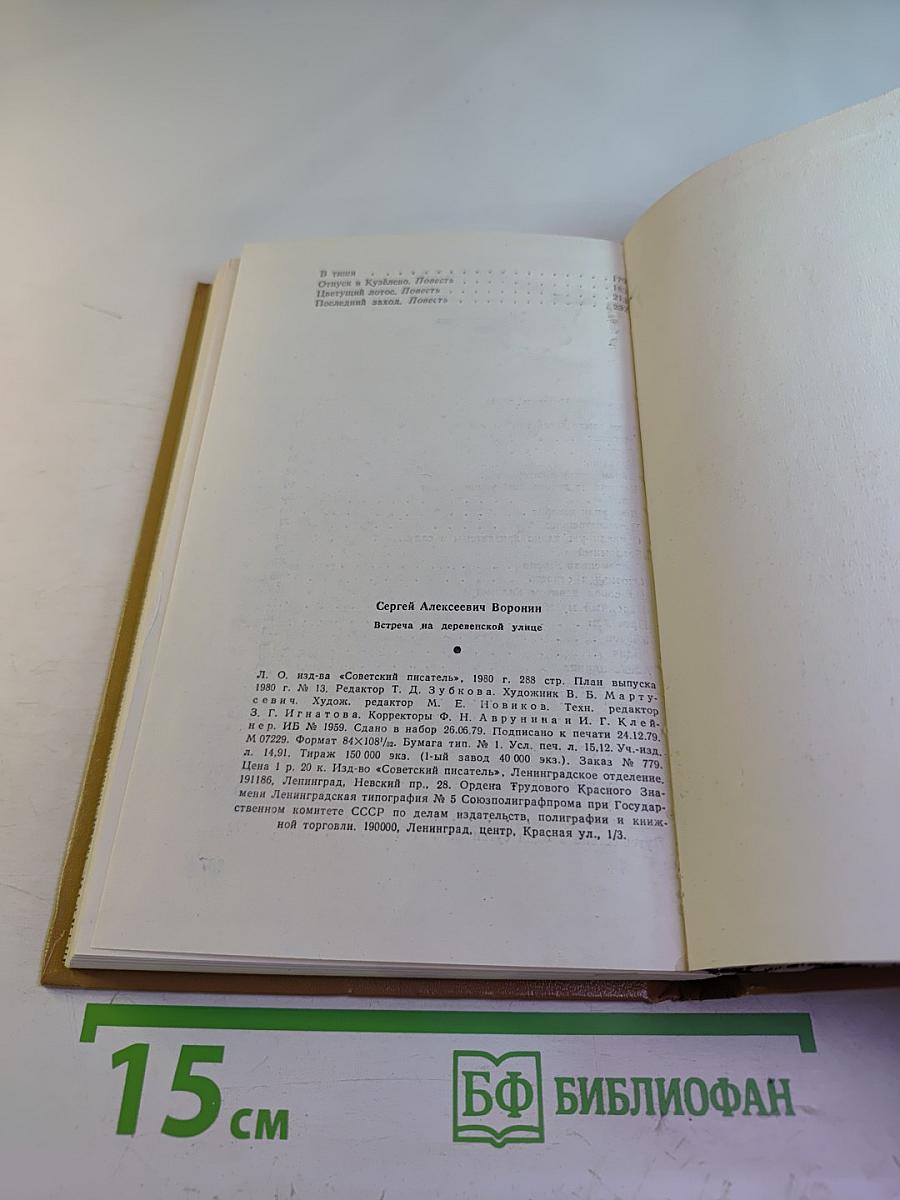 В тиши . . . . . . . . . . . . . .
Отпуск в Кузёлево. Повесть . . . . . . . . .
Цветущий лотос. Повесть . . . . . . . . .
Последний заход. Повесть . . . . . . . . .
Сергей Алексеевич Воронин
Встреча на деревенской улице
●
Л. О. изд-ва «Советский писатель», 1980 г. 288 стр. План выпуска
1980 г. № 13. Редактор Т. Д. Зубкова. Художник В. Б. Марту-
севич. Худож. редактор М. Е. Новиков. Техн. редактор
З. Г. Игнатова. Корректоры Ф. Н. Аврунина и И. Г. Клей-
нер. ИБ № 1959. Сдано в набор 26.06.79. Подписано к печати 24.12.79.
М 07229. Формат 84×108¹/₃₂. Бумага тип. № 1. Усл. печ. л. 15,12. Уч.-изд.
л. 14,91. Тираж 150 000 экз. (1-ый завод 40 000 экз.). Заказ № 779.
Цена 1 р. 20 к. Изд-во «Советский писатель», Ленинградское отделение.
191186, Ленинград, Невский пр., 28. Ордена Трудового Красного Зна-
мени Ленинградская типография № 5 Союзполиграфпрома при Государ-
ственном комитете СССР по делам издательств, полиграфии и книж-
ной торговли. 190000, Ленинград, центр, Красная ул., 1/3.
15 см
БФ БИБЛИОФАН